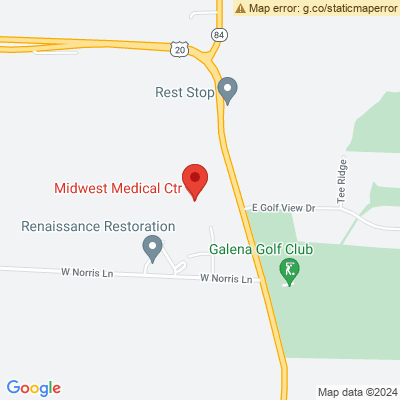 Map error: g.co/staticmaperror
84
20
Rest Stop
Tee Ridge
Midwest Medical Ctr
E Golf View Dr
Renaissance Restoration
Galena Golf Club
W Norris Ln
W Norris Ln
Google
Map data ©2024